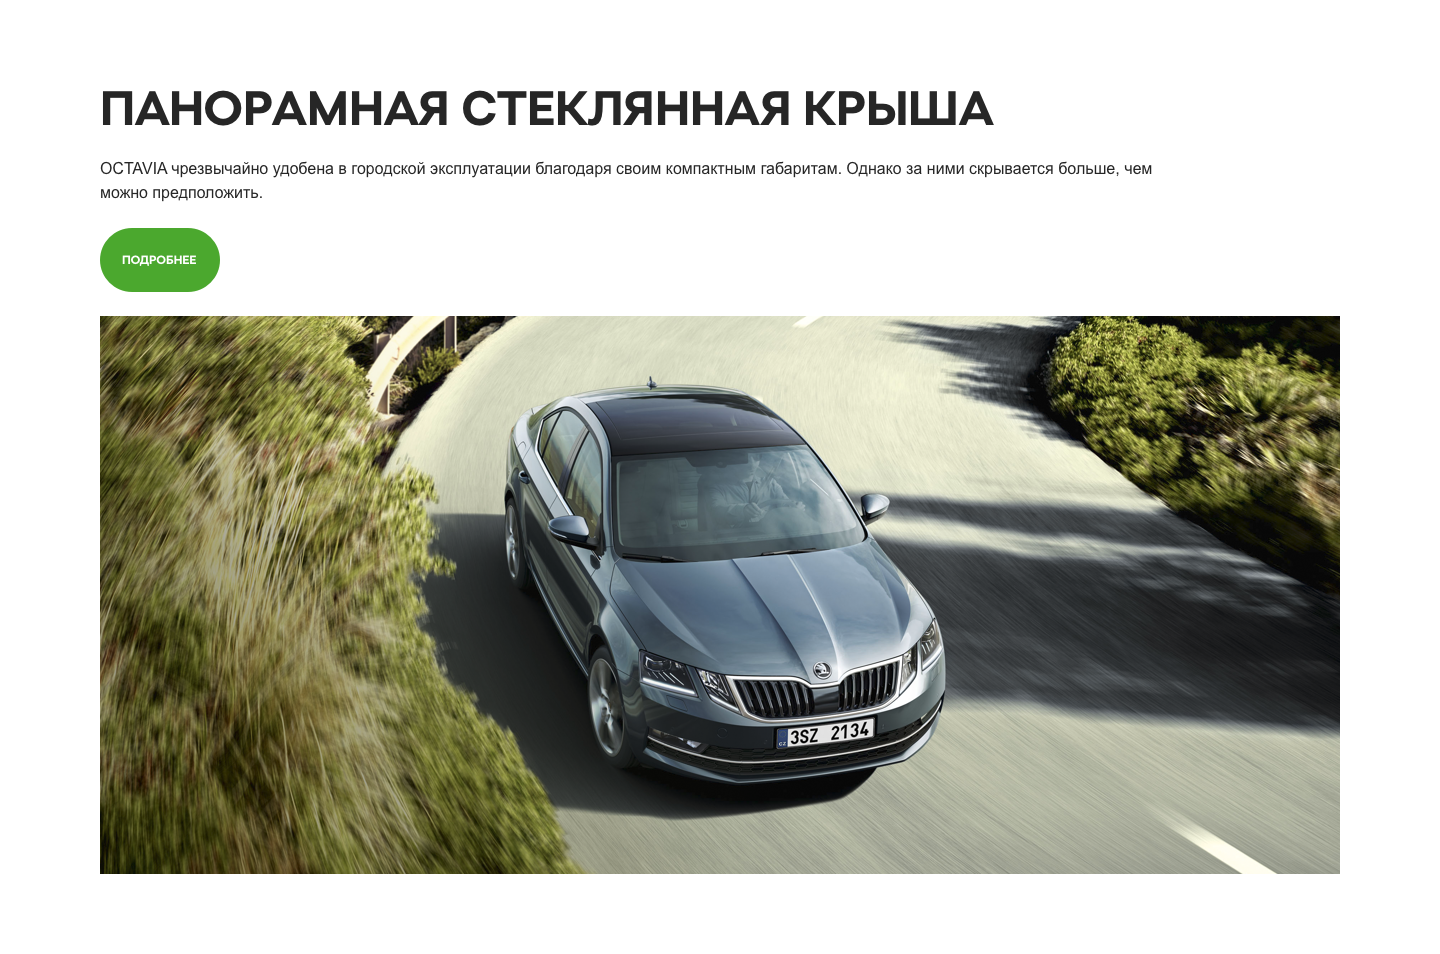 ПАНОРАМНАЯ СТЕКЛЯННАЯ КРЫША
OCTAVIA чрезвычайно удобена в городской эксплуатации благодаря своим компактным габаритам. Однако за ними скрывается больше, чем
можно предположить.
ПОДРОБНЕЕ
CZ 3SZ 2134